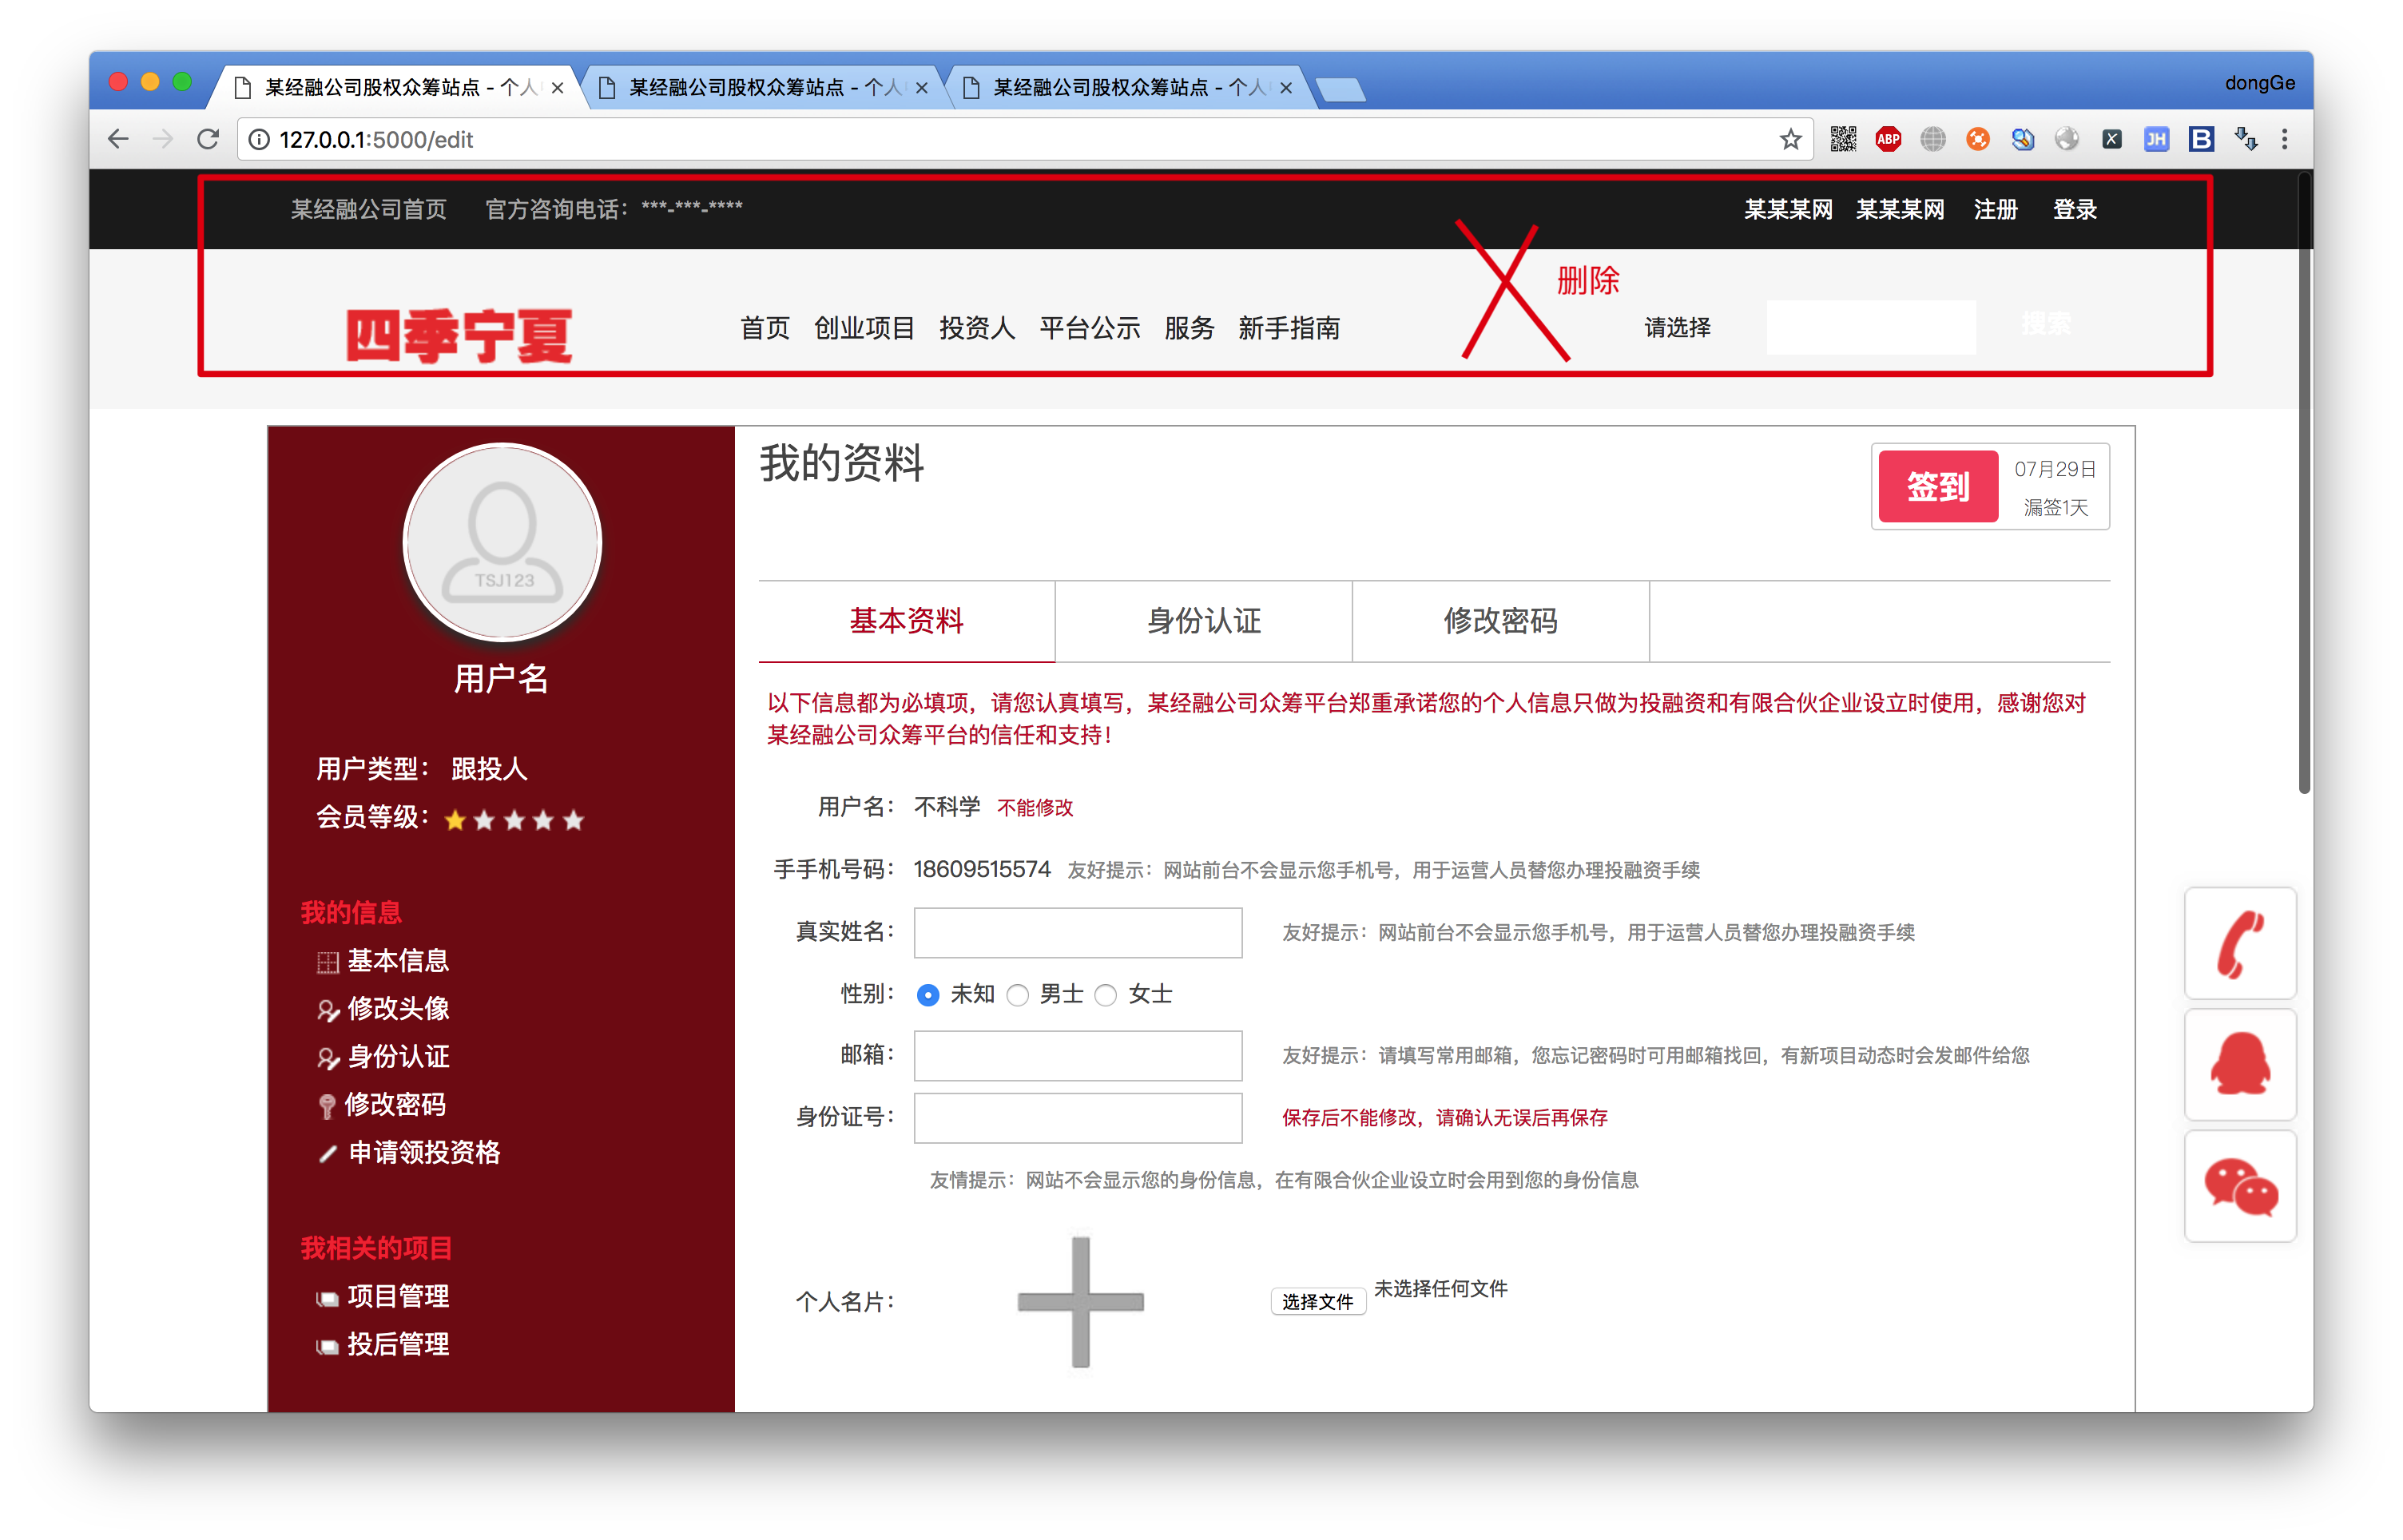 某经融公司股权众筹站点 - 个人
某经融公司股权众筹站点 - 个人
某经融公司股权众筹站点 - 个人
dongGe
127.0.0.1:5000/edit
ABP
X
JH
B
某经融公司首页 官方咨询电话：***-***-****
某某某网 某某某网 注册 登录
删除
四季宁夏
首页 创业项目 投资人 平台公示 服务 新手指南
请选择
搜索
TSJ123
用户名
用户类型： 跟投人
会员等级：
我的信息
基本信息
修改头像
身份认证
修改密码
申请领投资格
我相关的项目
项目管理
投后管理
我的资料
签到
07月29日
漏签1天
基本资料 身份认证 修改密码
以下信息都为必填项，请您认真填写，某经融公司众筹平台郑重承诺您的个人信息只做为投融资和有限合伙企业设立时使用，感谢您对
某经融公司众筹平台的信任和支持！
用户名： 不科学 不能修改
手手机号码： 18609515574 友好提示：网站前台不会显示您手机号，用于运营人员替您办理投融资手续
真实姓名： 友好提示：网站前台不会显示您手机号，用于运营人员替您办理投融资手续
性别： 未知 男士 女士
邮箱： 友好提示：请填写常用邮箱，您忘记密码时可用邮箱找回，有新项目动态时会发邮件给您
身份证号： 保存后不能修改，请确认无误后再保存
友情提示：网站不会显示您的身份信息，在有限合伙企业设立时会用到您的身份信息
个人名片： 选择文件 未选择任何文件